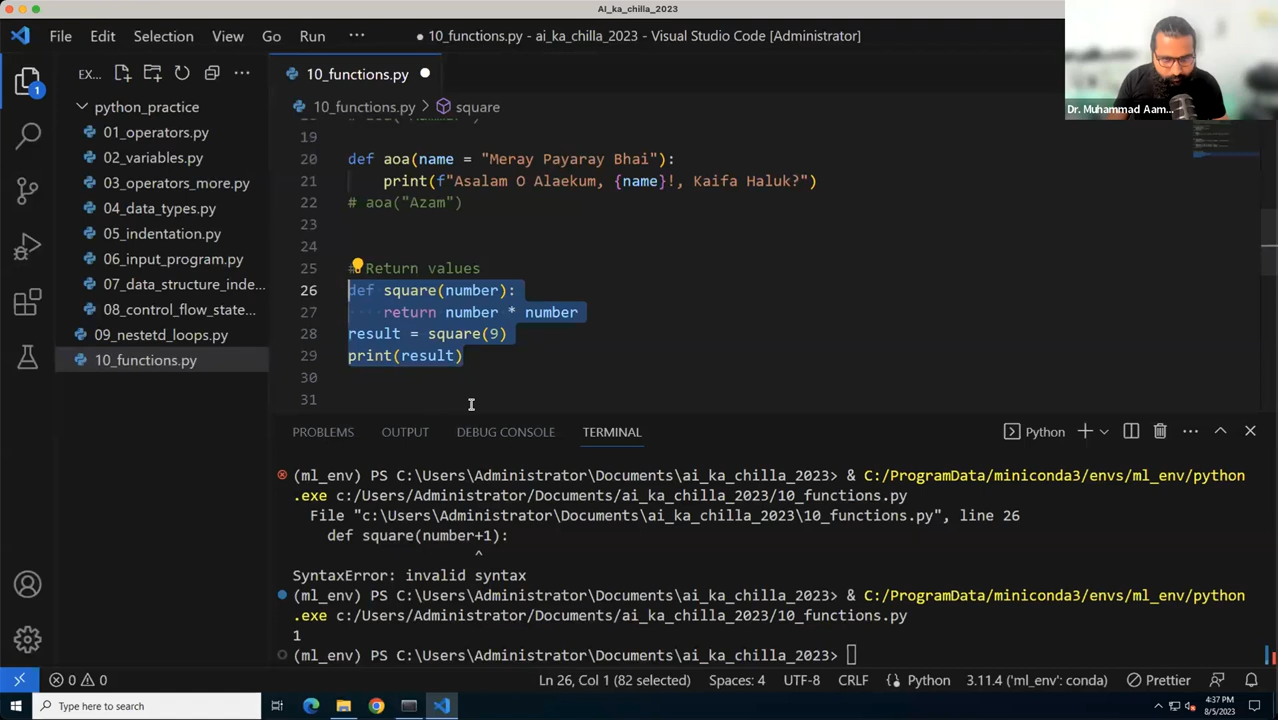 AI_ka_chilla_2023
File Edit Selection View Go Run ···
● 10_functions.py - ai_ka_chilla_2023 - Visual Studio Code [Administrator]
Dr. Muhammad Aam...
1
EX... ···
10_functions.py ●
python_practice
10_functions.py > square
01_operators.py
02_variables.py
03_operators_more.py
04_data_types.py
05_indentation.py
06_input_program.py
07_data_structure_inde...
08_control_flow_state...
09_nestetd_loops.py
10_functions.py
19
20 def aoa(name = "Meray Payaray Bhai"):
21 print(f"Asalam O Alaekum, {name}!, Kaifa Haluk?")
22 # aoa("Azam")
23
24
25 # Return values
26 def square(number):
27 return number * number
28 result = square(9)
29 print(result)
30
31
PROBLEMS OUTPUT DEBUG CONSOLE TERMINAL
Python
(ml_env) PS C:\Users\Administrator\Documents\ai_ka_chilla_2023> & C:/ProgramData/miniconda3/envs/ml_env/python
.exe c:/Users/Administrator/Documents/ai_ka_chilla_2023/10_functions.py
File "c:\Users\Administrator\Documents\ai_ka_chilla_2023\10_functions.py", line 26
def square(number+1):
^
SyntaxError: invalid syntax
(ml_env) PS C:\Users\Administrator\Documents\ai_ka_chilla_2023> & C:/ProgramData/miniconda3/envs/ml_env/python
.exe c:/Users/Administrator/Documents/ai_ka_chilla_2023/10_functions.py
1
(ml_env) PS C:\Users\Administrator\Documents\ai_ka_chilla_2023>
0 0 Ln 26, Col 1 (82 selected) Spaces: 4 UTF-8 CRLF Python 3.11.4 ('ml_env': conda) Prettier
Type here to search
4:37 PM
8/5/2023